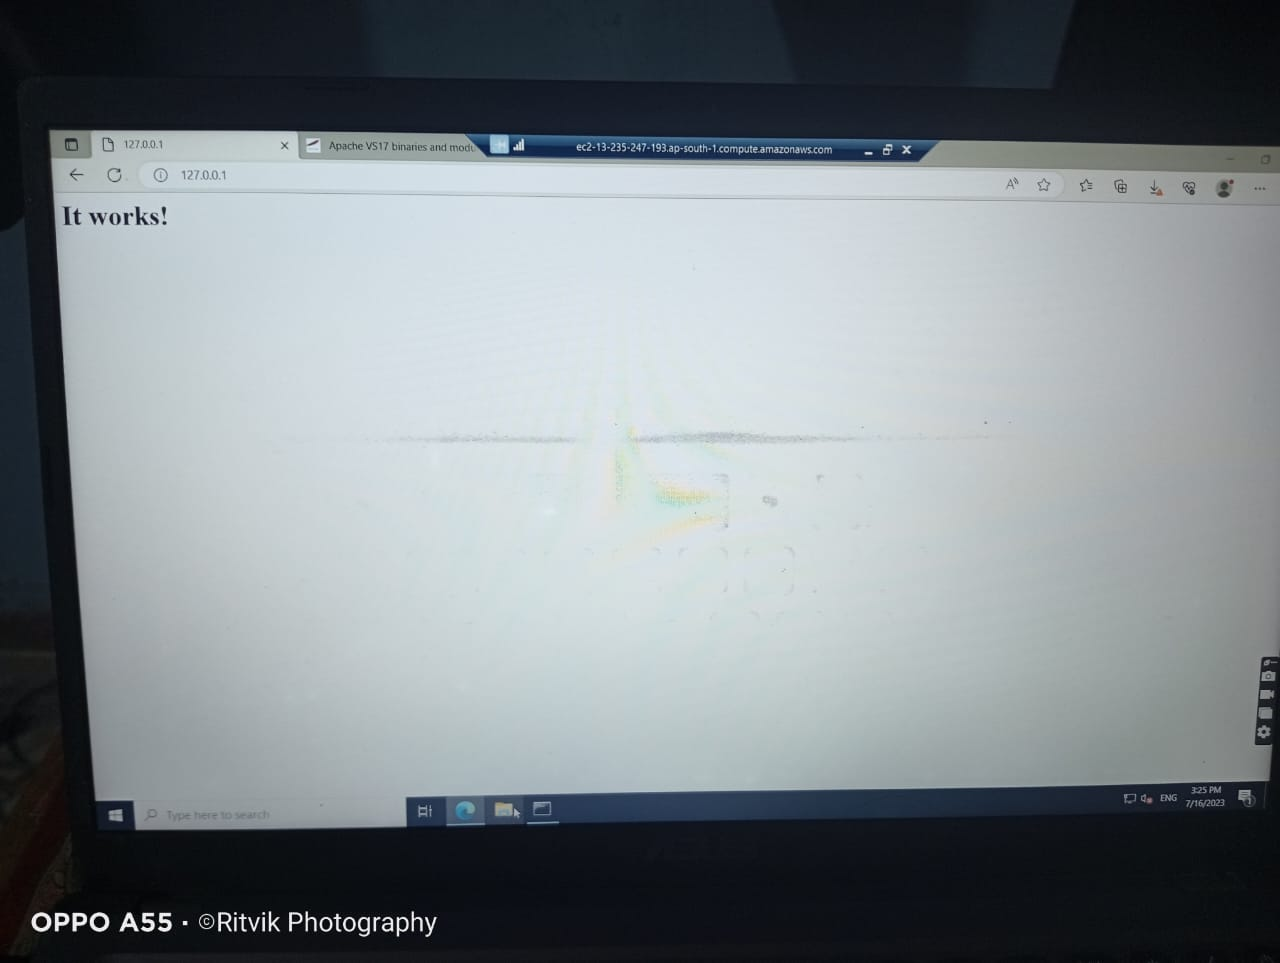 127.0.0.1
Apache VS17 binaries and modu
ec2-13-235-247-193.ap-south-1.compute.amazonaws.com
127.0.0.1
It works!
Type here to search
ENG
3:25 PM
7/16/2023
OPPO A55 · ©Ritvik Photography